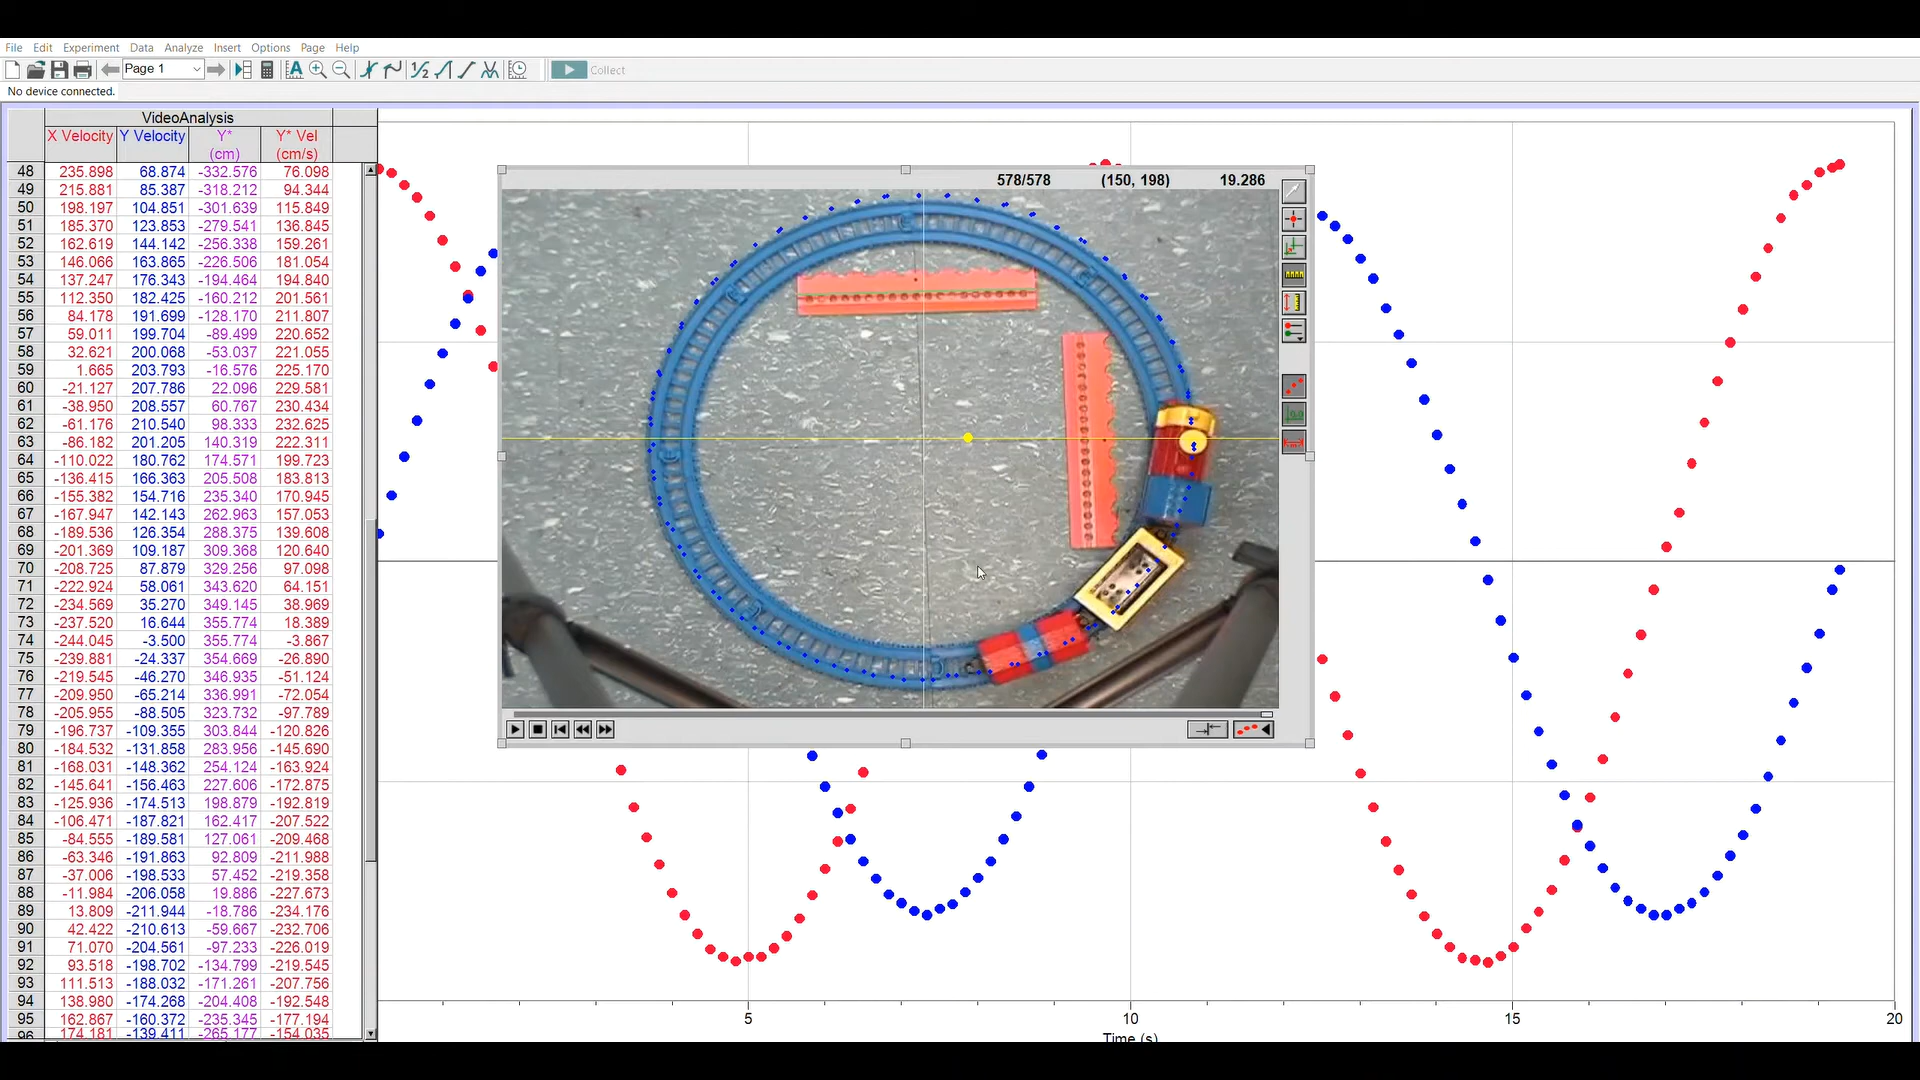 File Edit Experiment Data Analyze Insert Options Page Help
Page 1 Collect
No device connected.
VideoAnalysis
X Velocity Y Velocity Y* (cm) Y* Vel (cm/s)
48 235.898 68.874 -332.576 76.098
49 215.881 85.387 -318.212 94.344
50 198.197 104.851 -301.639 115.849
51 185.370 123.853 -279.541 136.845
52 162.619 144.142 -256.338 159.261
53 146.066 163.865 -226.506 181.054
54 137.247 176.343 -194.464 194.840
55 112.350 182.425 -160.212 201.561
56 84.178 191.699 -128.170 211.807
57 59.011 199.704 -89.499 220.652
58 32.621 200.068 -53.037 221.055
59 1.665 203.793 -16.576 225.170
60 -21.127 207.786 22.096 229.581
61 -38.950 208.557 60.767 230.434
62 -61.176 210.540 98.333 232.625
63 -86.182 201.205 140.319 222.311
64 -110.022 180.762 174.571 199.723
65 -136.415 166.363 205.508 183.813
66 -155.382 154.716 235.340 170.945
67 -167.947 142.143 262.963 157.053
68 -189.536 126.354 288.375 139.608
69 -201.369 109.187 309.368 120.640
70 -208.725 87.879 329.256 97.098
71 -222.924 58.061 343.620 64.151
72 -234.569 35.270 349.145 38.969
73 -237.520 16.644 355.774 18.389
74 -244.045 -3.500 355.774 -3.867
75 -239.881 -24.337 354.669 -26.890
76 -219.545 -46.270 346.935 -51.124
77 -209.950 -65.214 336.991 -72.054
78 -205.955 -88.505 323.732 -97.789
79 -196.737 -109.355 303.844 -120.826
80 -184.532 -131.858 283.956 -145.690
81 -168.031 -148.362 254.124 -163.924
82 -145.641 -156.463 227.606 -172.875
83 -125.936 -174.513 198.879 -192.819
84 -106.471 -187.821 162.417 -207.522
85 -84.555 -189.581 127.061 -209.468
86 -63.346 -191.863 92.809 -211.988
87 -37.006 -198.533 57.452 -219.358
88 -11.984 -206.058 19.886 -227.673
89 13.809 -211.944 -18.786 -234.176
90 42.422 -210.613 -59.667 -232.706
91 71.070 -204.561 -97.233 -226.019
92 93.518 -198.702 -134.799 -219.545
93 111.513 -188.032 -171.261 -207.756
94 138.980 -174.268 -204.408 -192.548
95 162.867 -160.372 -235.345 -177.194
96 174.181 -139.411 -265.177 -154.035
578/578 (150, 198) 19.286
5 10 15 20
Time (s)